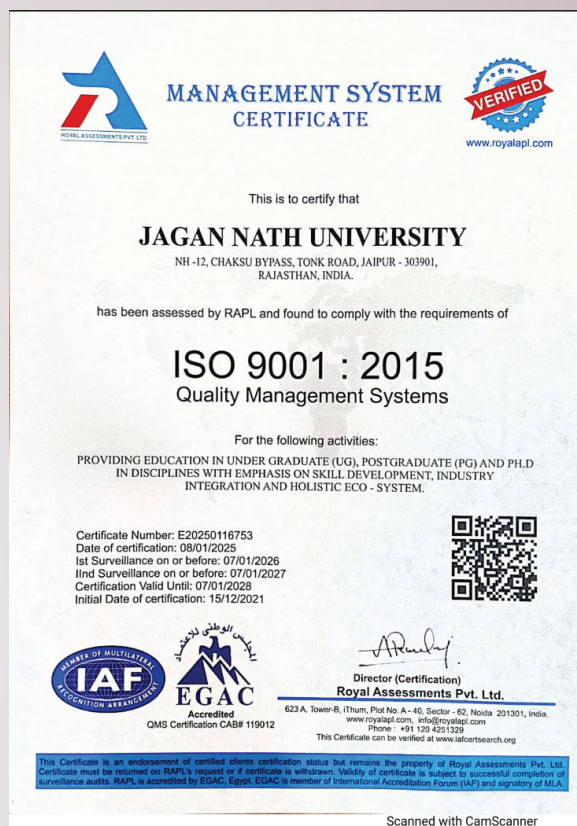 ROYAL ASSESSMENTS PVT. LTD.
MANAGEMENT SYSTEM
CERTIFICATE
VERIFIED
www.royalapl.com
This is to certify that
JAGAN NATH UNIVERSITY
NH -12, CHAKSU BYPASS, TONK ROAD, JAIPUR - 303901,
RAJASTHAN, INDIA.
has been assessed by RAPL and found to comply with the requirements of
ISO 9001 : 2015
Quality Management Systems
For the following activities:
PROVIDING EDUCATION IN UNDER GRADUATE (UG), POSTGRADUATE (PG) AND PH.D
IN DISCIPLINES WITH EMPHASIS ON SKILL DEVELOPMENT, INDUSTRY
INTEGRATION AND HOLISTIC ECO - SYSTEM.
Certificate Number: E20250116753
Date of certification: 08/01/2025
Ist Surveillance on or before: 07/01/2026
IInd Surveillance on or before: 07/01/2027
Certification Valid Until: 07/01/2028
Initial Date of certification: 15/12/2021
MEMBER OF MULTILATERAL
IAF
RECOGNITION ARRANGEMENT
المجلس الوطني للاعتماد
EGAC
Accredited
QMS Certification CAB# 119012
Director (Certification)
Royal Assessments Pvt. Ltd.
623 A, Tower-B, iThum, Plot No. A - 40, Sector - 62, Noida 201301, India.
www.royalapl.com, info@royalapl.com
Phone : +91 120 4251329
This Certificate can be verified at www.iafcertsearch.org
This Certificate is an endorsement of certified clients certification status but remains the property of Royal Assessments Pvt. Ltd.
Certificate must be returned on RAPL's request or if certificate is withdrawn. Validity of certificate is subject to successful completion of
surveillance audits. RAPL is accredited by EGAC, Egypt. EGAC is member of International Accreditation Forum (IAF) and signatory of MLA.
Scanned with CamScanner